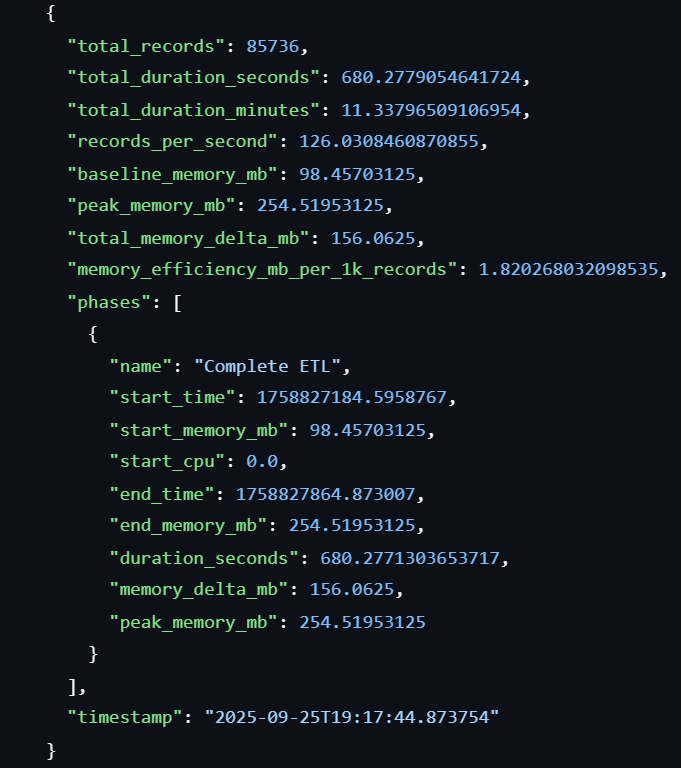 {
"total_records": 85736,
"total_duration_seconds": 680.2779054641724,
"total_duration_minutes": 11.33796509106954,
"records_per_second": 126.0308460870855,
"baseline_memory_mb": 98.45703125,
"peak_memory_mb": 254.51953125,
"total_memory_delta_mb": 156.0625,
"memory_efficiency_mb_per_1k_records": 1.820268032098535,
"phases": [
{
"name": "Complete ETL",
"start_time": 1758827184.5958767,
"start_memory_mb": 98.45703125,
"start_cpu": 0.0,
"end_time": 1758827864.873007,
"end_memory_mb": 254.51953125,
"duration_seconds": 680.2771303653717,
"memory_delta_mb": 156.0625,
"peak_memory_mb": 254.51953125
}
],
"timestamp": "2025-09-25T19:17:44.873754"
}